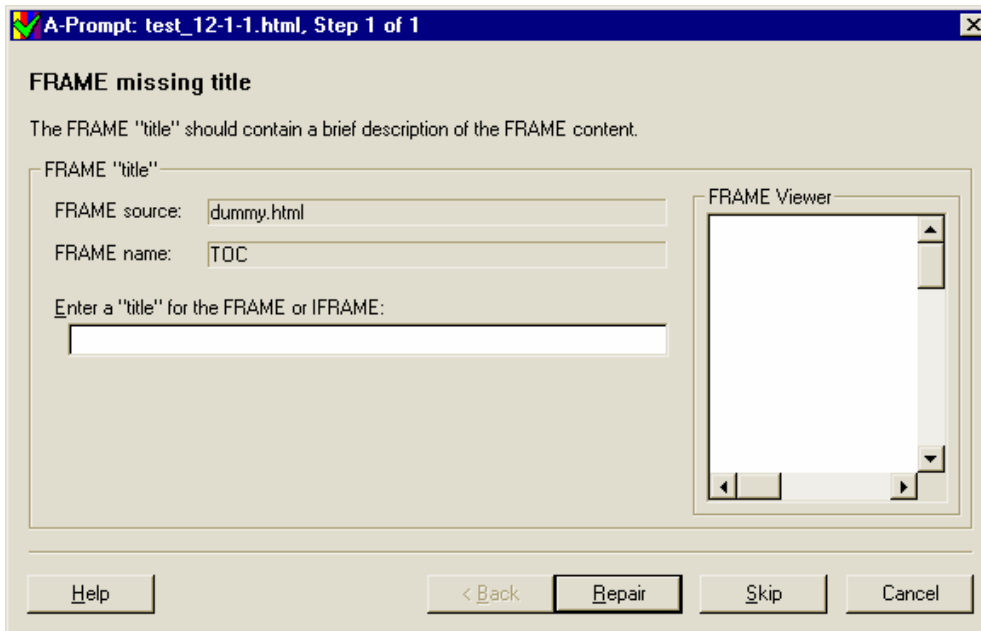 A-Prompt: test_12-1-1.html, Step 1 of 1
FRAME missing title
The FRAME "title" should contain a brief description of the FRAME content.
FRAME "title"
FRAME source: dummy.html
FRAME name: TOC
Enter a "title" for the FRAME or IFRAME:
FRAME Viewer
Help < Back Repair Skip Cancel